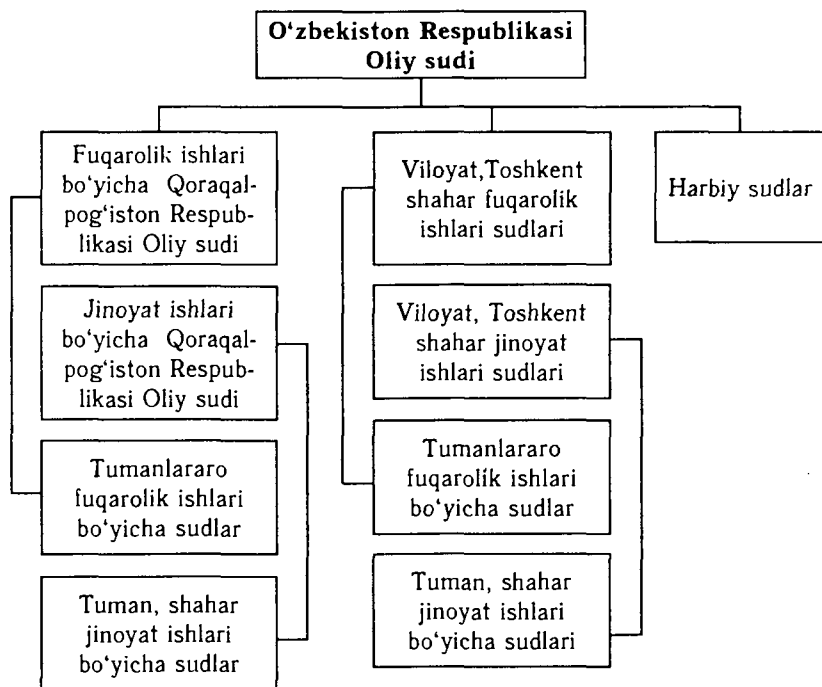 O‘zbekiston Respublikasi
Oliy sudi
Fuqarolik ishlari
bo‘yicha Qoraqal-
pog‘iston Respub-
likasi Oliy sudi
Jinoyat ishlari
bo‘yicha Qoraqal-
pog‘iston Respub-
likasi Oliy sudi
Tumanlararo
fuqarolik ishlari
bo‘yicha sudlar
Tuman, shahar
jinoyat ishlari
bo‘yicha sudlar
Viloyat,Toshkent
shahar fuqarolik
ishlari sudlari
Viloyat, Toshkent
shahar jinoyat
ishlari sudlari
Tumanlararo
fuqarolik ishlari
bo‘yicha sudlar
Tuman, shahar
jinoyat ishlari
bo‘yicha sudlari
Harbiy sudlar